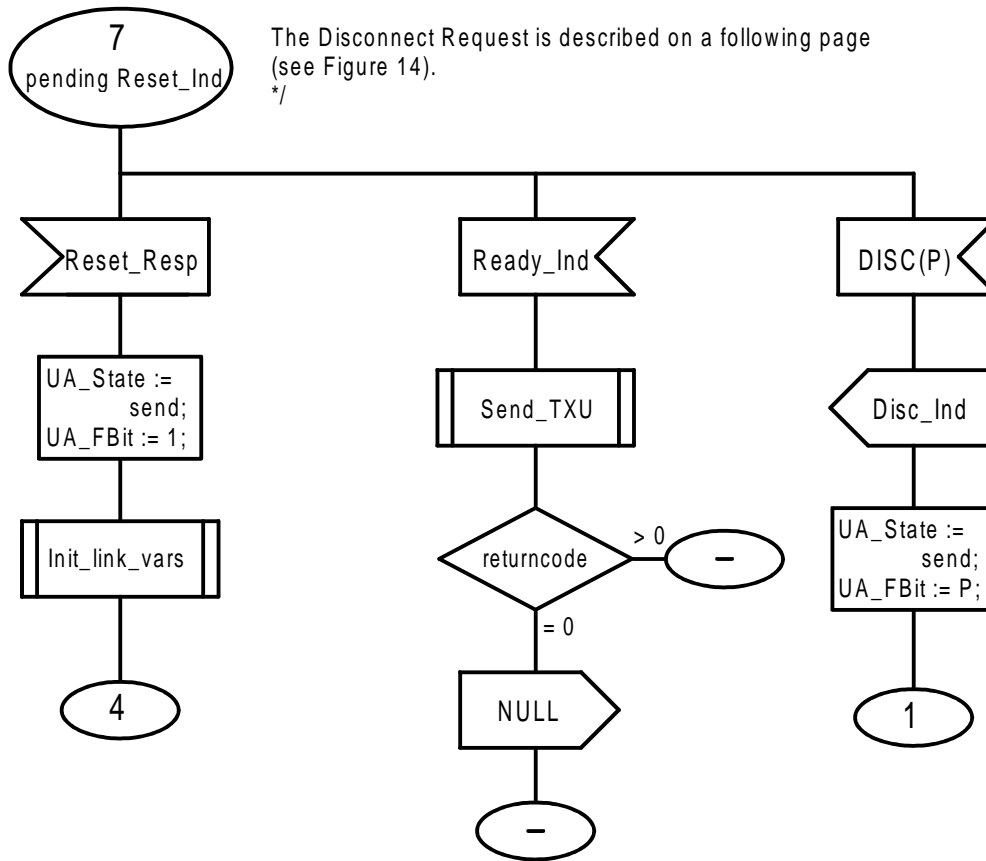 7
pending Reset_Ind
The Disconnect Request is described on a following page
(see Figure 14).
*/
Reset_Resp
Ready_Ind
DISC(P)
UA_State :=
send;
UA_FBit := 1;
Send_TXU
Disc_Ind
Init_link_vars
returncode
> 0
–
= 0
UA_State :=
send;
UA_FBit := P;
4
NULL
1
–